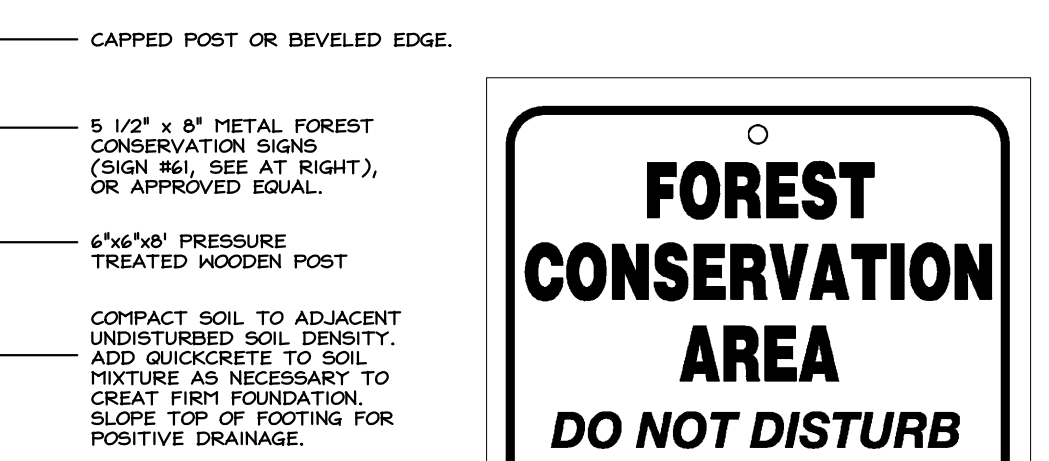 CAPPED POST OR BEVELED EDGE.
5 1/2" x 8" METAL FOREST
CONSERVATION SIGNS
(SIGN #61, SEE AT RIGHT),
OR APPROVED EQUAL.
6"x6"x8' PRESSURE
TREATED WOODEN POST
COMPACT SOIL TO ADJACENT
UNDISTURBED SOIL DENSITY.
ADD QUICKCRETE TO SOIL
MIXTURE AS NECESSARY TO
CREAT FIRM FOUNDATION.
SLOPE TOP OF FOOTING FOR
POSITIVE DRAINAGE.
FOREST
CONSERVATION
AREA
DO NOT DISTURB